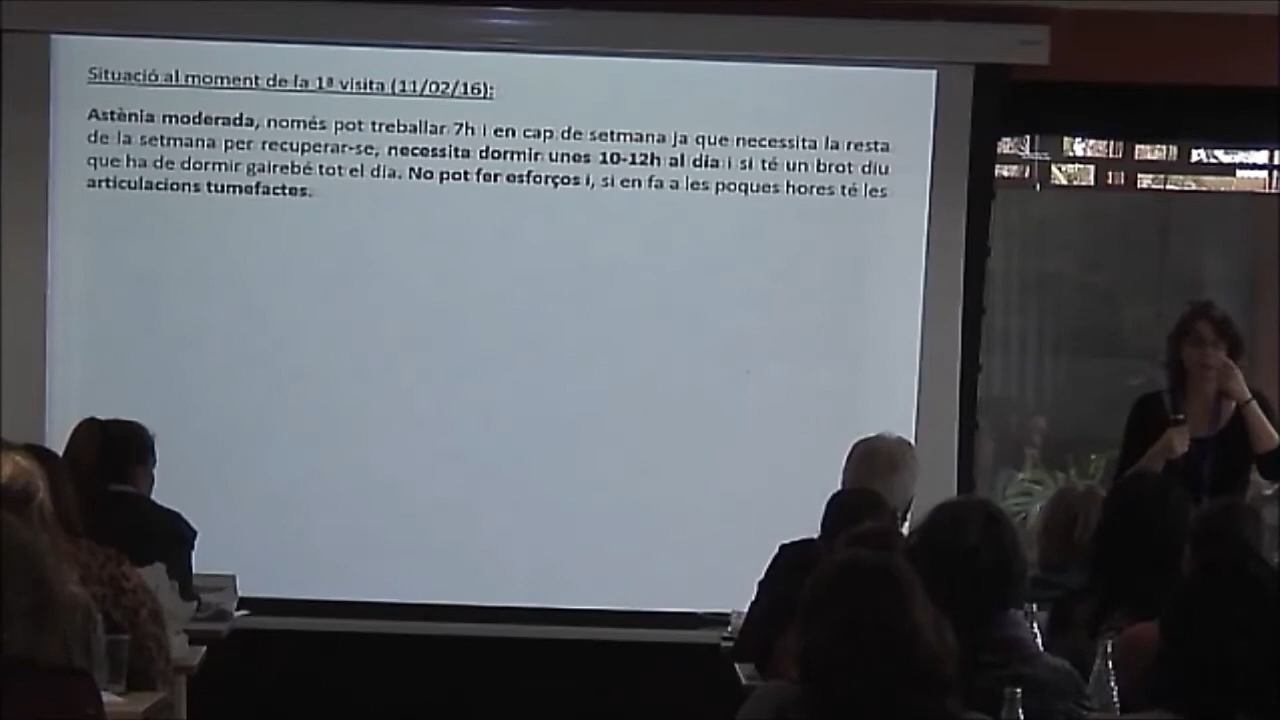 Situació al moment de la 1ª visita (11/02/16):
Astènia moderada, només pot treballar 7h i en cap de setmana ja que necessita la resta
de la setmana per recuperar-se, necessita dormir unes 10-12h al dia i si té un brot diu
que ha de dormir gairebé tot el dia. No pot fer esforços i, si en fa a les poques hores té les
articulacions tumefactes.